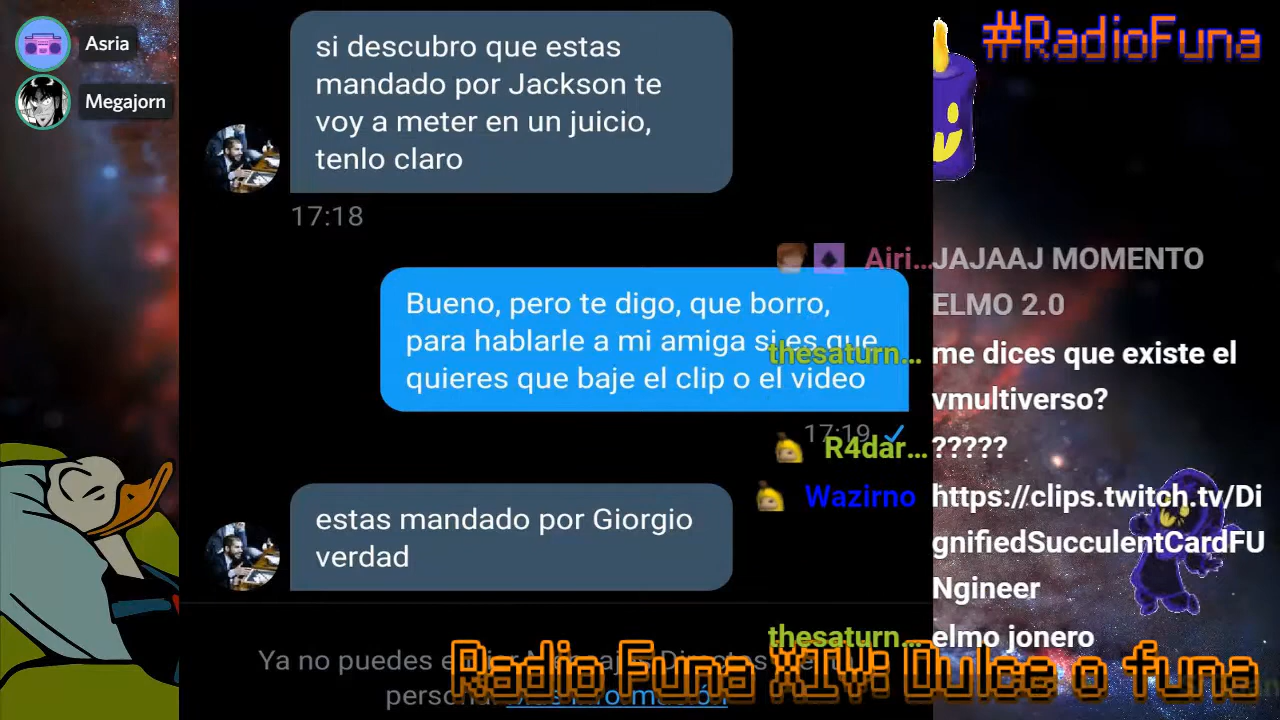 Asria
Megajorn
#RadioFuna
si descubro que estas
mandado por Jackson te
voy a meter en un juicio,
tenlo claro
17:18
Bueno, pero te digo, que borro,
para hablarle a mi amiga si es que
quieres que baje el clip o el video
17:19
estas mandado por Giorgio
verdad
Ya no puedes
Airi… JAJAAJ MOMENTO
ELMO 2.0
thesaturn… me dices que existe el
vmultiverso?
R4dar… ?????
Wazirno https://clips.twitch.tv/Di
gnifiedSucculentCardFU
Ngineer
thesaturn… elmo jonero
Radio Funa XIV: Dulce o funa